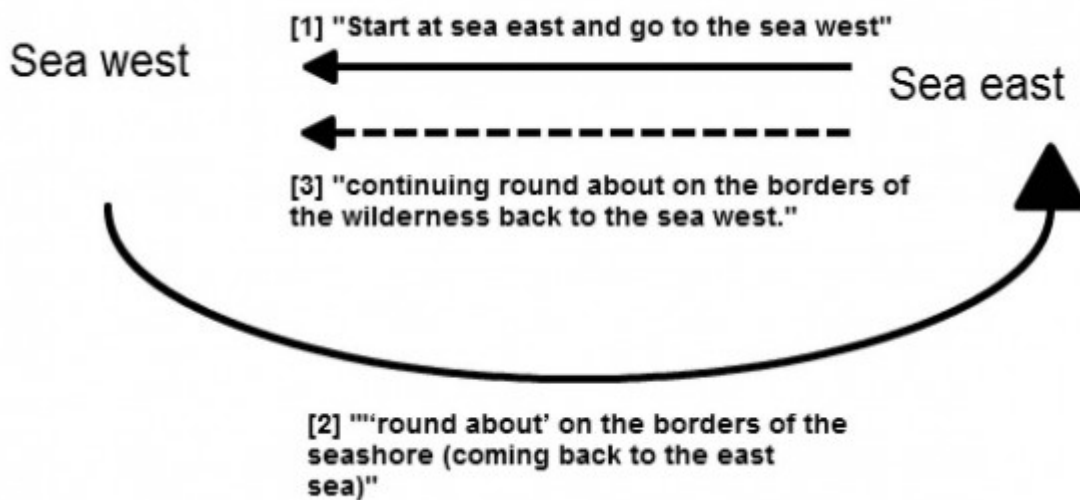 [1] "Start at sea east and go to the sea west"
Sea west
Sea east
[3] "continuing round about on the borders of
the wilderness back to the sea west."
[2] ""‘round about’ on the borders of the
seashore (coming back to the east
sea)"